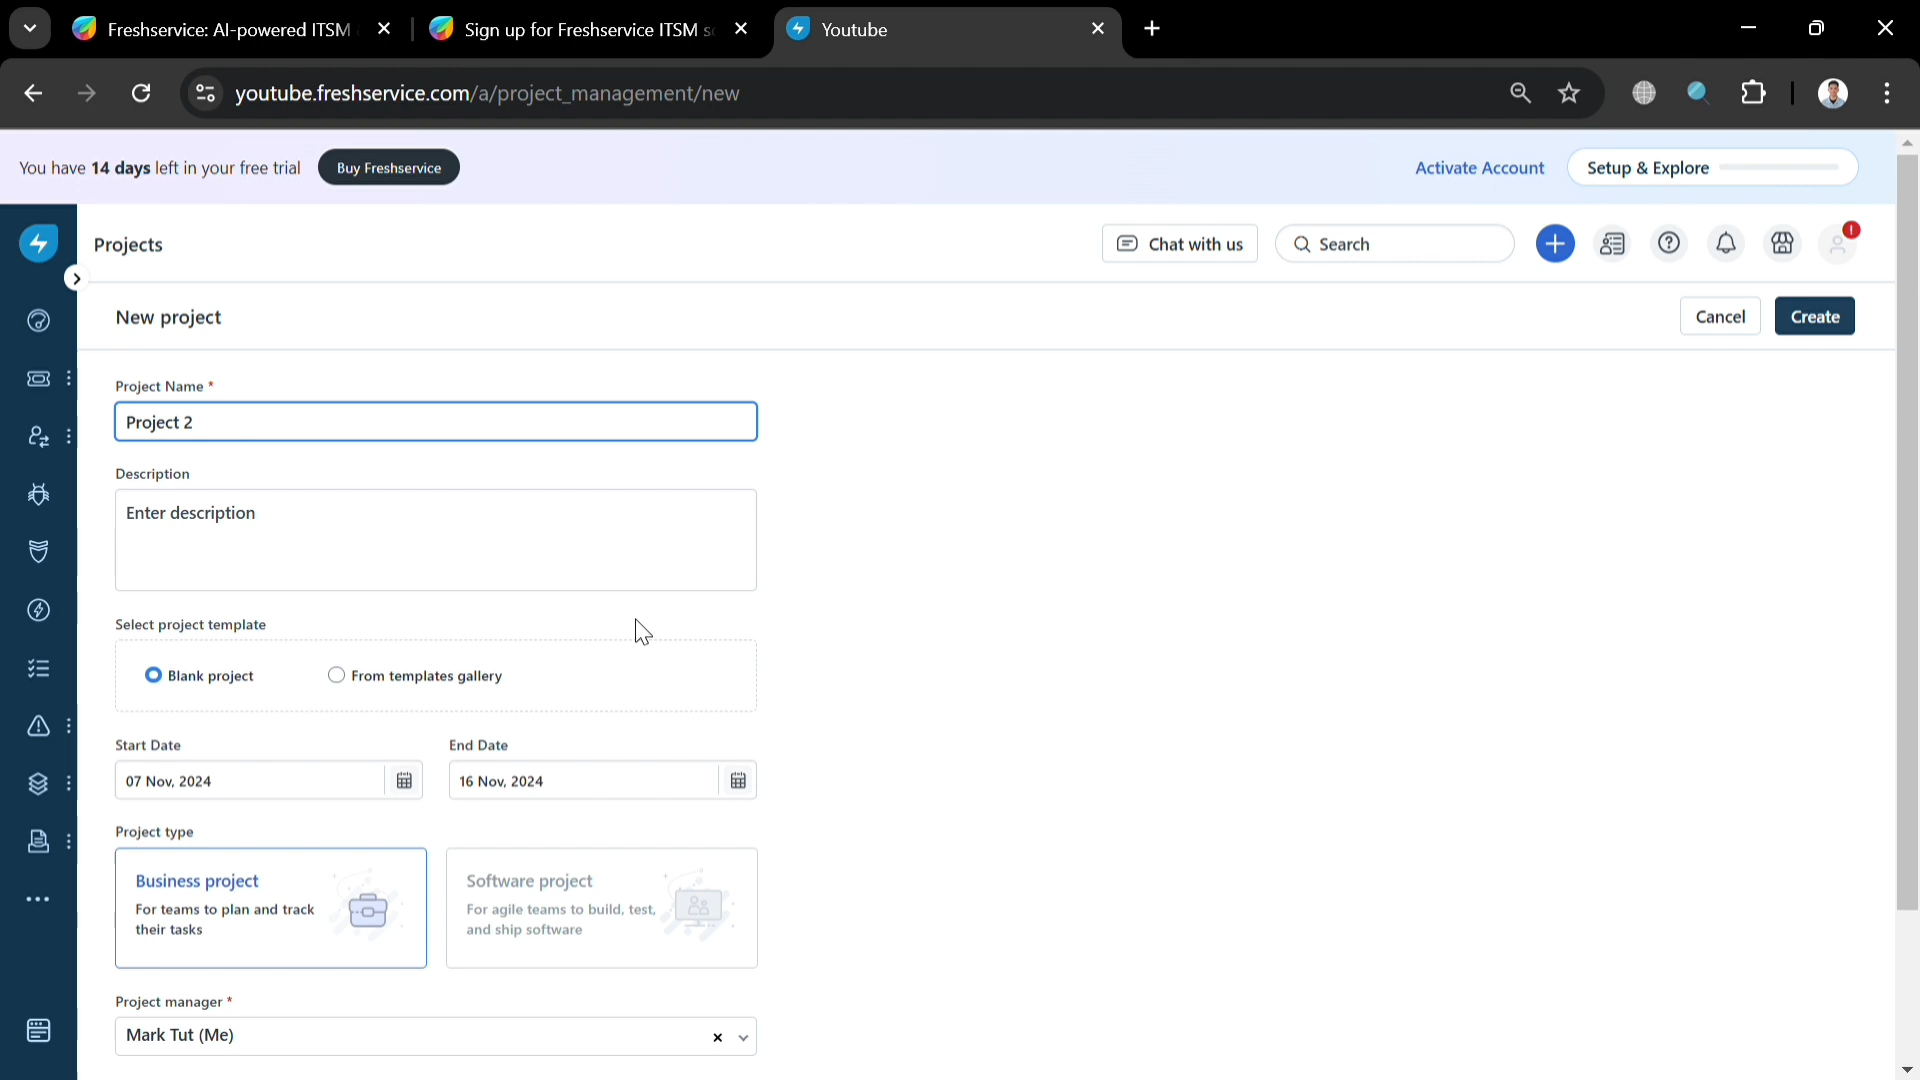 Freshservice: AI-powered ITSM
Sign up for Freshservice ITSM s
Youtube
youtube.freshservice.com/a/project_management/new
You have 14 days left in your free trial
Buy Freshservice
Activate Account
Setup & Explore
Projects
Chat with us
Search
!
New project
Cancel
Create
Project Name *
Project 2
Description
Enter description
Select project template
Blank project
From templates gallery
Start Date
End Date
07 Nov, 2024
16 Nov, 2024
Project type
Business project
For teams to plan and track
their tasks
Software project
For agile teams to build, test,
and ship software
Project manager *
Mark Tut (Me)